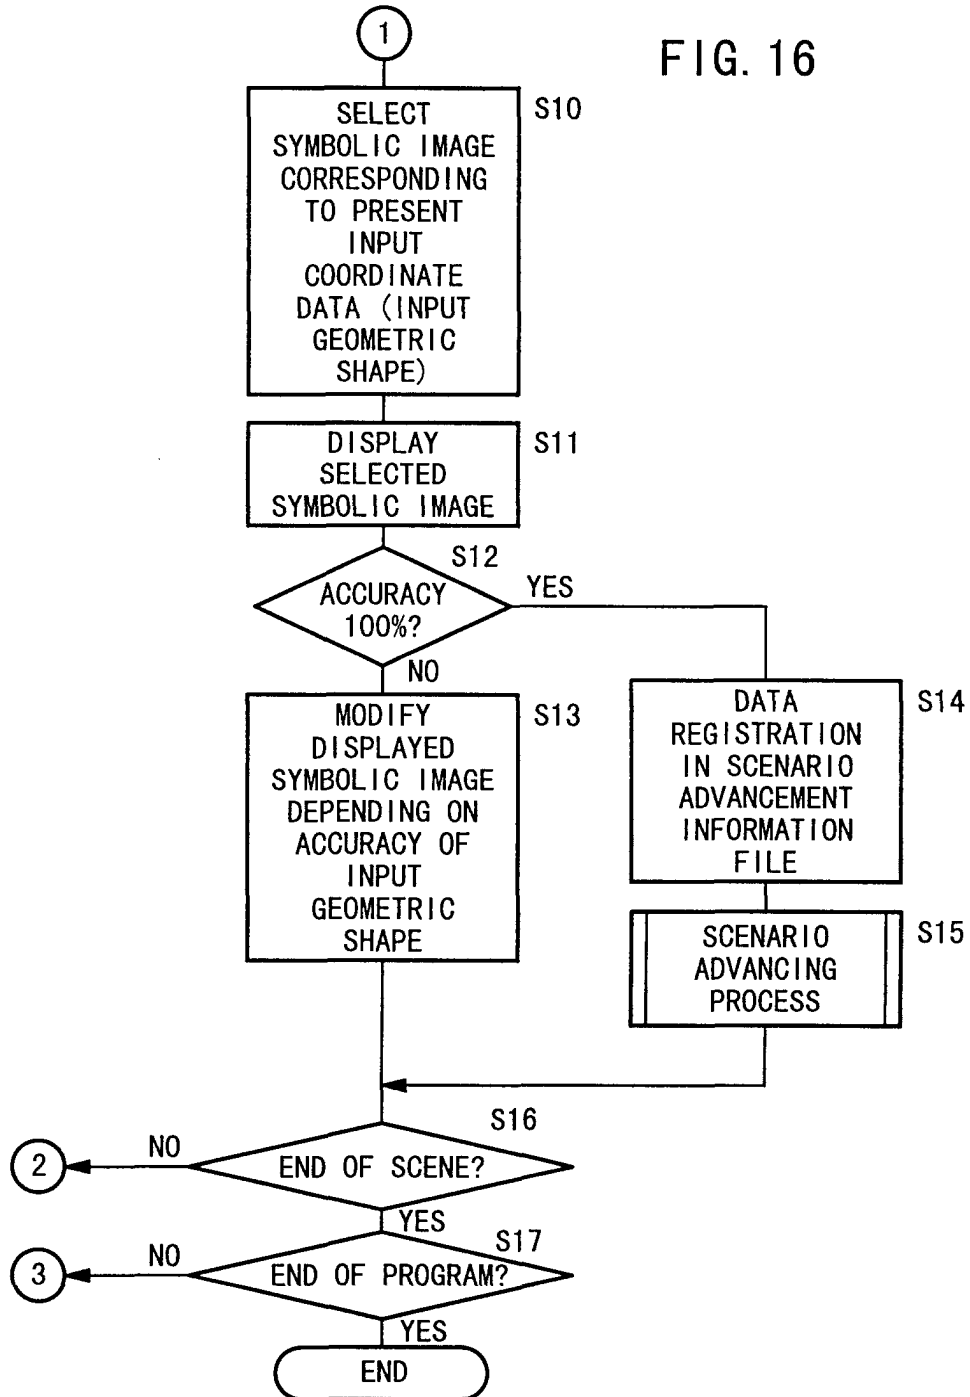 1
FIG. 16
SELECT
SYMBOLIC IMAGE
CORRESPONDING
TO PRESENT
INPUT
COORDINATE
DATA (INPUT
GEOMETRIC
SHAPE)
S10
DISPLAY
SELECTED
SYMBOLIC IMAGE
S11
S12
ACCURACY
100%?
YES
NO
MODIFY
DISPLAYED
SYMBOLIC IMAGE
DEPENDING ON
ACCURACY OF
INPUT
GEOMETRIC
SHAPE
S13
DATA
REGISTRATION
IN SCENARIO
ADVANCEMENT
INFORMATION
FILE
S14
SCENARIO
ADVANCING
PROCESS
S15
S16
END OF SCENE?
NO
2
YES
S17
END OF PROGRAM?
NO
3
YES
END